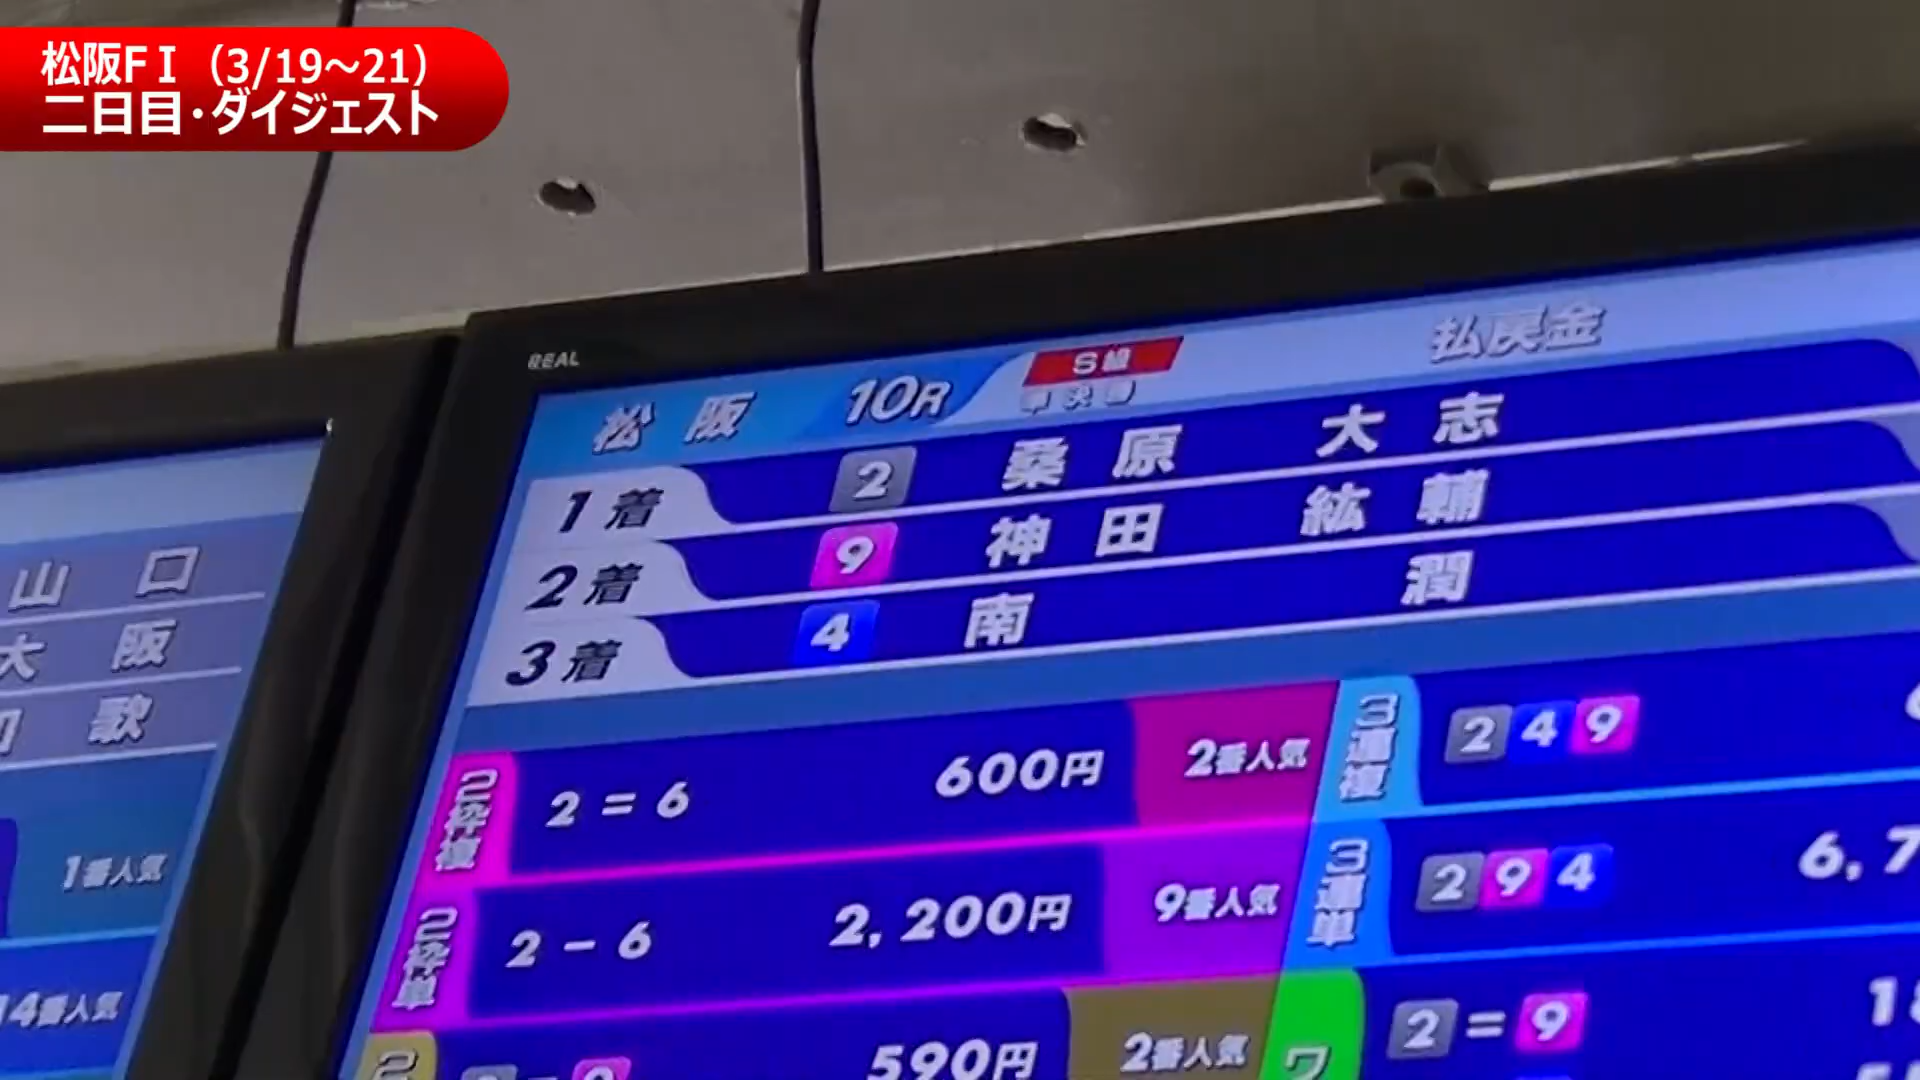 松阪FⅠ（3/19～21）
二日目・ダイジェスト
REAL
松阪 10R S級 準決勝 払戻金
1着 2 桑原 大志
2着 9 神田 紘輔
3着 4 南 潤
2枠複 2=6 600円 2番人気
2枠単 2-6 2,200円 9番人気
590円 2番人気
3連複 2 4 9
3連単 2 9 4 6,7
ワ 2=9
山口
大阪
歌
1番人気
14番人気